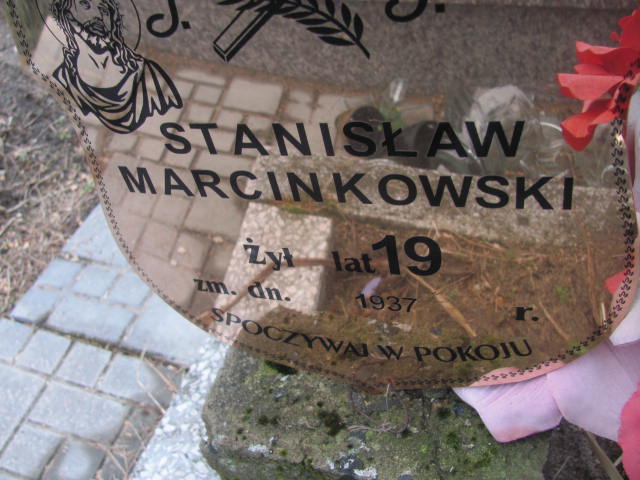 Ś. P.
STANISŁAW
MARCINKOWSKI
Żył lat 19
zm. dn. 1937 r.
SPOCZYWAJ W POKOJU